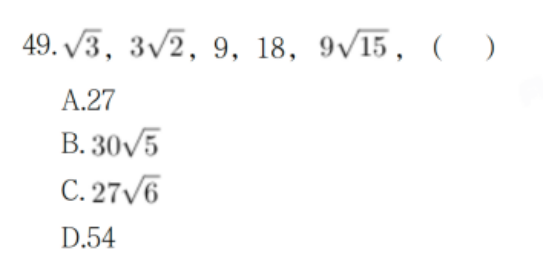 49. √3，3√2，9，18，9√15，(　)
A.27
B. 30√5
C. 27√6
D.54